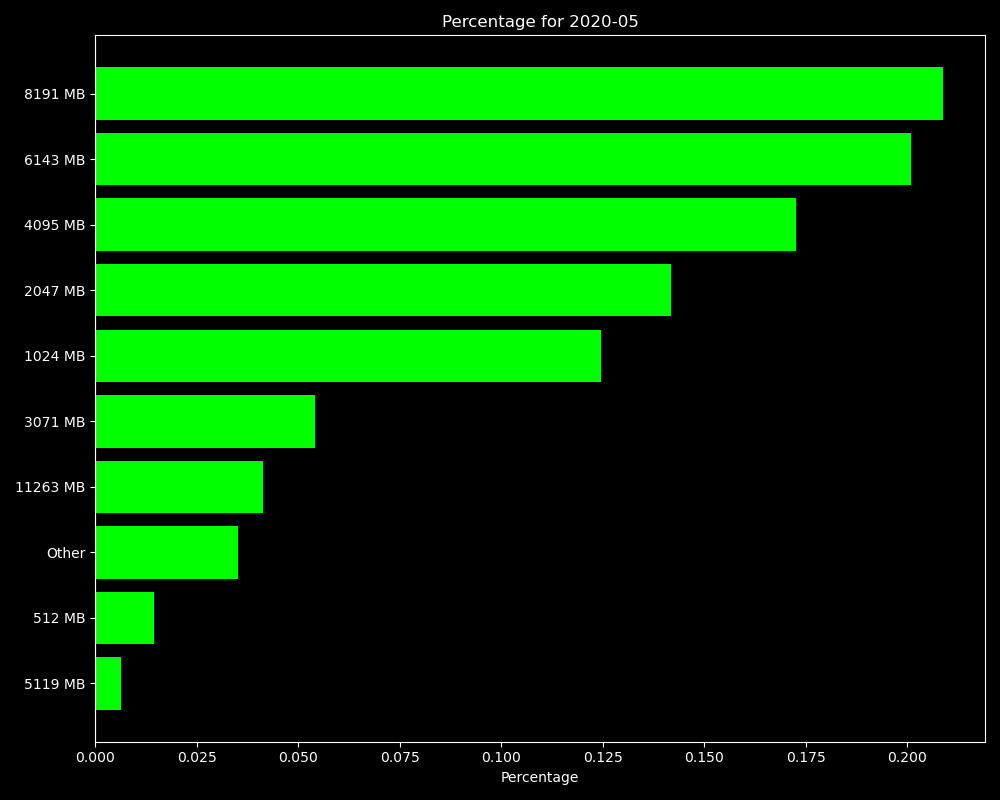 Percentage for 2020-05
8191 MB
6143 MB
4095 MB
2047 MB
1024 MB
3071 MB
11263 MB
Other
512 MB
5119 MB
0.000 0.025 0.050 0.075 0.100 0.125 0.150 0.175 0.200
Percentage